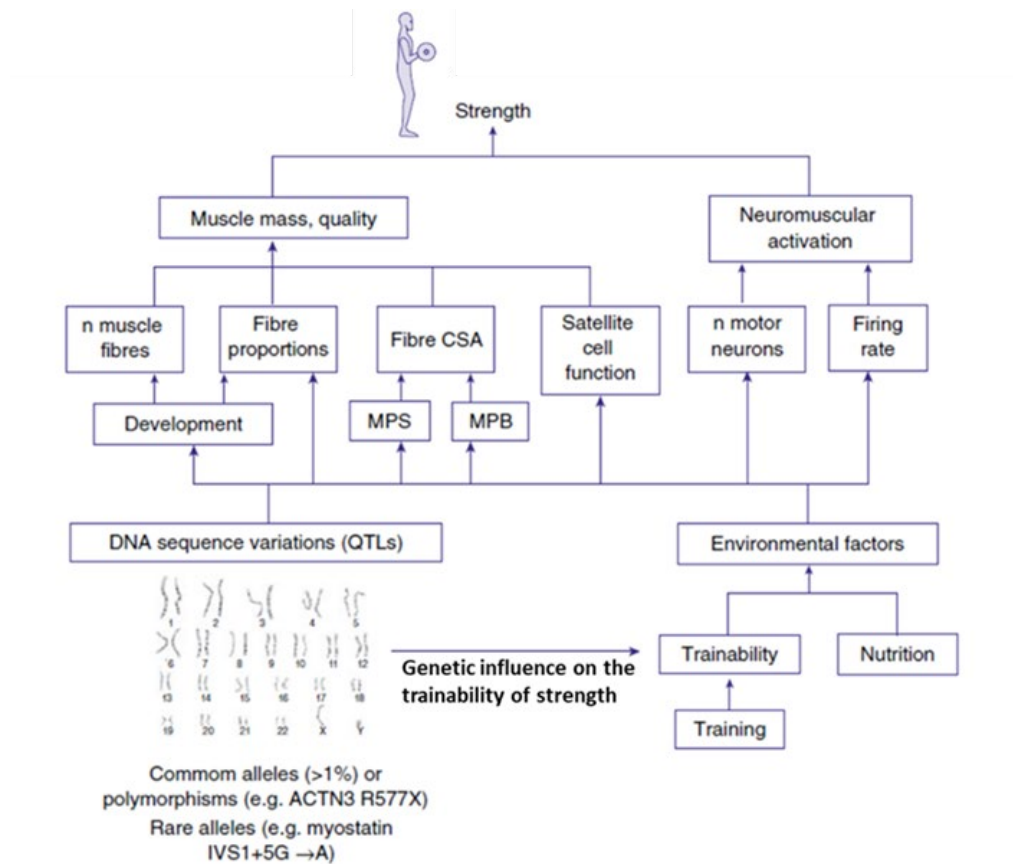 Strength
Muscle mass, quality
Neuromuscular
activation
n muscle
fibres
Fibre
proportions
Fibre CSA
Satellite
cell
function
n motor
neurons
Firing
rate
Development
MPS
MPB
DNA sequence variations (QTLs)
Environmental factors
1 2 3 4 5
6 7 8 9 10 11 12
13 14 15 16 17 18
19 20 21 22 X Y
Genetic influence on the
trainability of strength
Trainability
Nutrition
Training
Commom alleles (>1%) or
polymorphisms (e.g. ACTN3 R577X)
Rare alleles (e.g. myostatin
IVS1+5G →A)